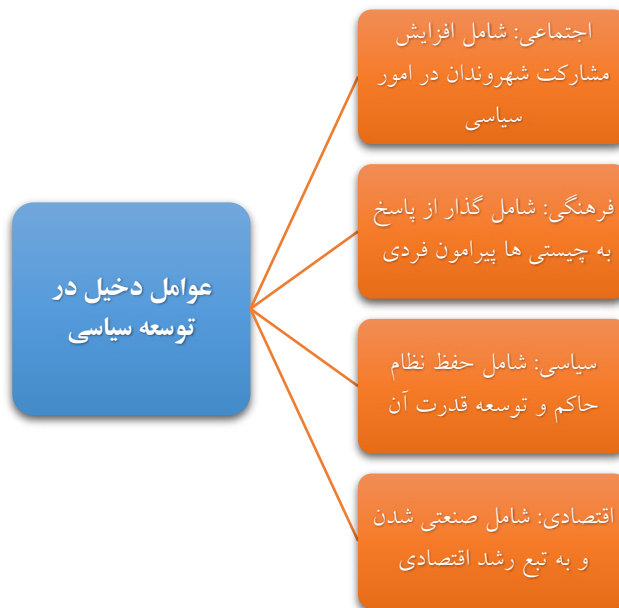 عوامل دخیل در
توسعه سیاسی
اجتماعی: شامل افزایش
مشارکت شهروندان در امور
سیاسی
فرهنگی: شامل گذار از پاسخ
به چیستی ها پیرامون فردی
سیاسی: شامل حفظ نظام
حاکم و توسعه قدرت آن
اقتصادی: شامل صنعتی شدن
و به تبع رشد اقتصادی